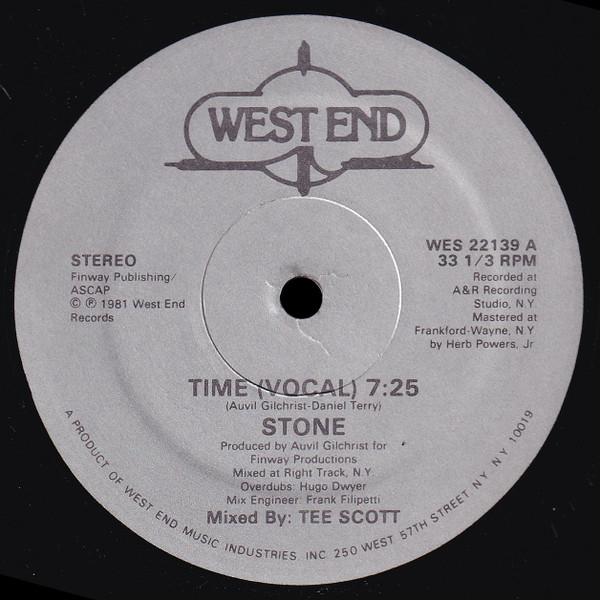 WEST END
STEREO
Finway Publishing/
ASCAP
© ℗ 1981 West End
Records
WES 22139 A
33 1/3 RPM
Recorded at
A&R Recording
Studio, N.Y.
Mastered at
Frankford-Wayne, N.Y
by Herb Powers, Jr
TIME (VOCAL) 7:25
(Auvil Gilchrist-Daniel Terry)
STONE
Produced by Auvil Gilchrist for
Finway Productions
Mixed at Right Track, N.Y.
Overdubs: Hugo Dwyer
Mix Engineer: Frank Filipetti
Mixed By: TEE SCOTT
A PRODUCT OF WEST END MUSIC INDUSTRIES, INC 250 WEST 57TH STREET NY. N.Y. 10019